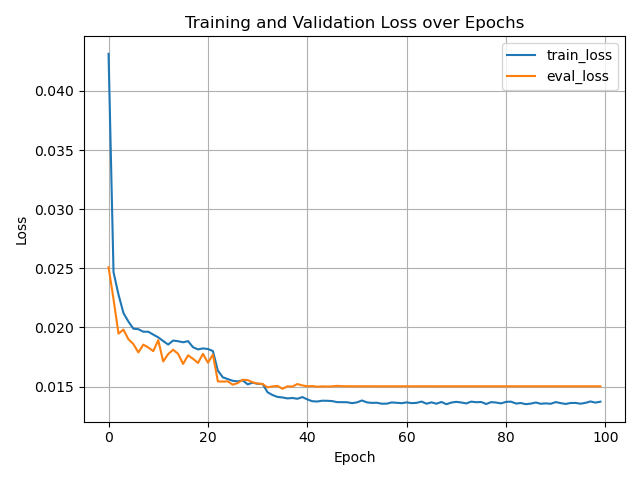 Training and Validation Loss over Epochs
train_loss
eval_loss
0.040
0.035
0.030
0.025
0.020
0.015
Loss
0 20 40 60 80 100
Epoch